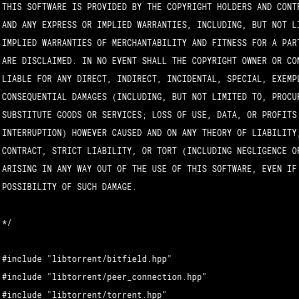 THIS SOFTWARE IS PROVIDED BY THE COPYRIGHT HOLDERS AND CONTR
AND ANY EXPRESS OR IMPLIED WARRANTIES, INCLUDING, BUT NOT LI
IMPLIED WARRANTIES OF MERCHANTABILITY AND FITNESS FOR A PART
ARE DISCLAIMED. IN NO EVENT SHALL THE COPYRIGHT OWNER OR CON
LIABLE FOR ANY DIRECT, INDIRECT, INCIDENTAL, SPECIAL, EXEMPL
CONSEQUENTIAL DAMAGES (INCLUDING, BUT NOT LIMITED TO, PROCUR
SUBSTITUTE GOODS OR SERVICES; LOSS OF USE, DATA, OR PROFITS
INTERRUPTION) HOWEVER CAUSED AND ON ANY THEORY OF LIABILITY,
CONTRACT, STRICT LIABILITY, OR TORT (INCLUDING NEGLIGENCE OR
ARISING IN ANY WAY OUT OF THE USE OF THIS SOFTWARE, EVEN IF
POSSIBILITY OF SUCH DAMAGE.
*/
#include "libtorrent/bitfield.hpp"
#include "libtorrent/peer_connection.hpp"
#include "libtorrent/torrent.hpp"